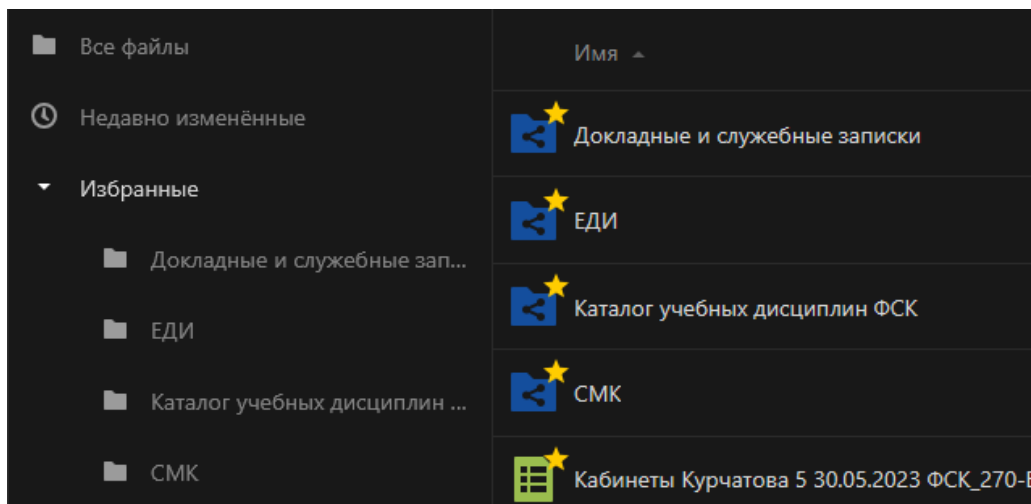 Все файлы
Недавно изменённые
Избранные
Докладные и служебные зап...
ЕДИ
Каталог учебных дисциплин ...
СМК
Имя
Докладные и служебные записки
ЕДИ
Каталог учебных дисциплин ФСК
СМК
Кабинеты Курчатова 5 30.05.2023 ФСК_270-